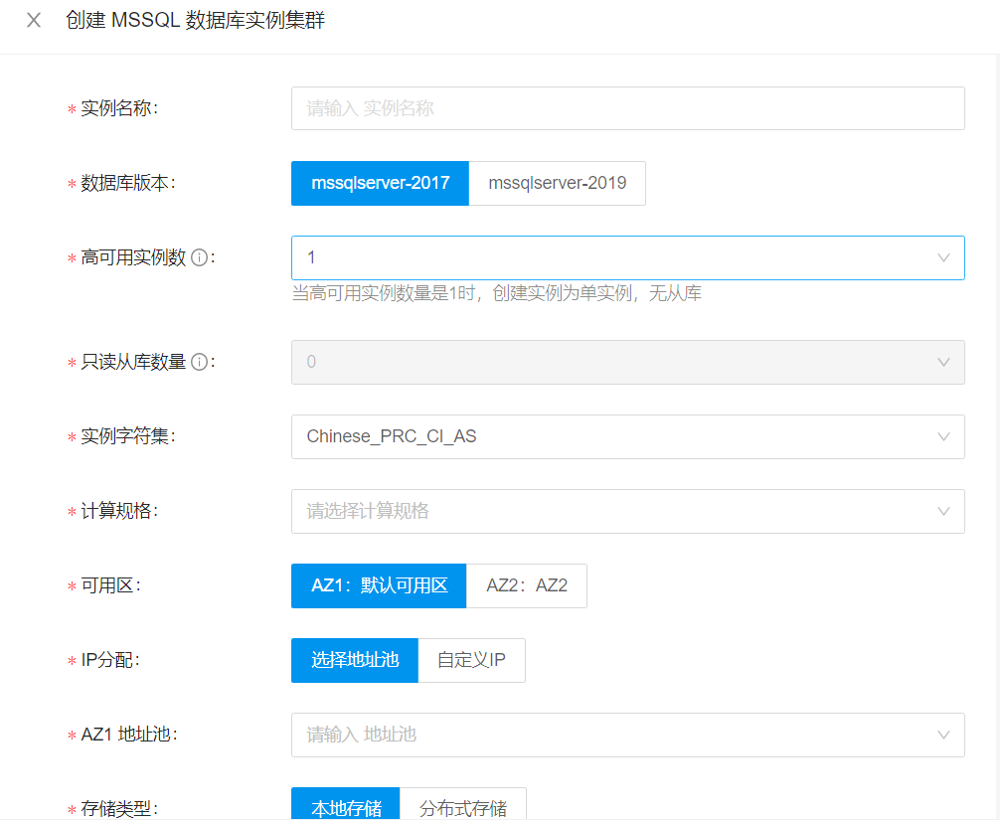 创建 MSSQL 数据库实例集群
* 实例名称:
请输入 实例名称
* 数据库版本:
mssqlserver-2017 mssqlserver-2019
* 高可用实例数 ⓘ:
1
当高可用实例数量是1时，创建实例为单实例，无从库
* 只读从库数量 ⓘ:
0
* 实例字符集:
Chinese_PRC_CI_AS
* 计算规格:
请选择计算规格
* 可用区:
AZ1：默认可用区 AZ2：AZ2
* IP分配:
选择地址池 自定义IP
* AZ1 地址池:
请输入 地址池
* 存储类型:
本地存储 分布式存储